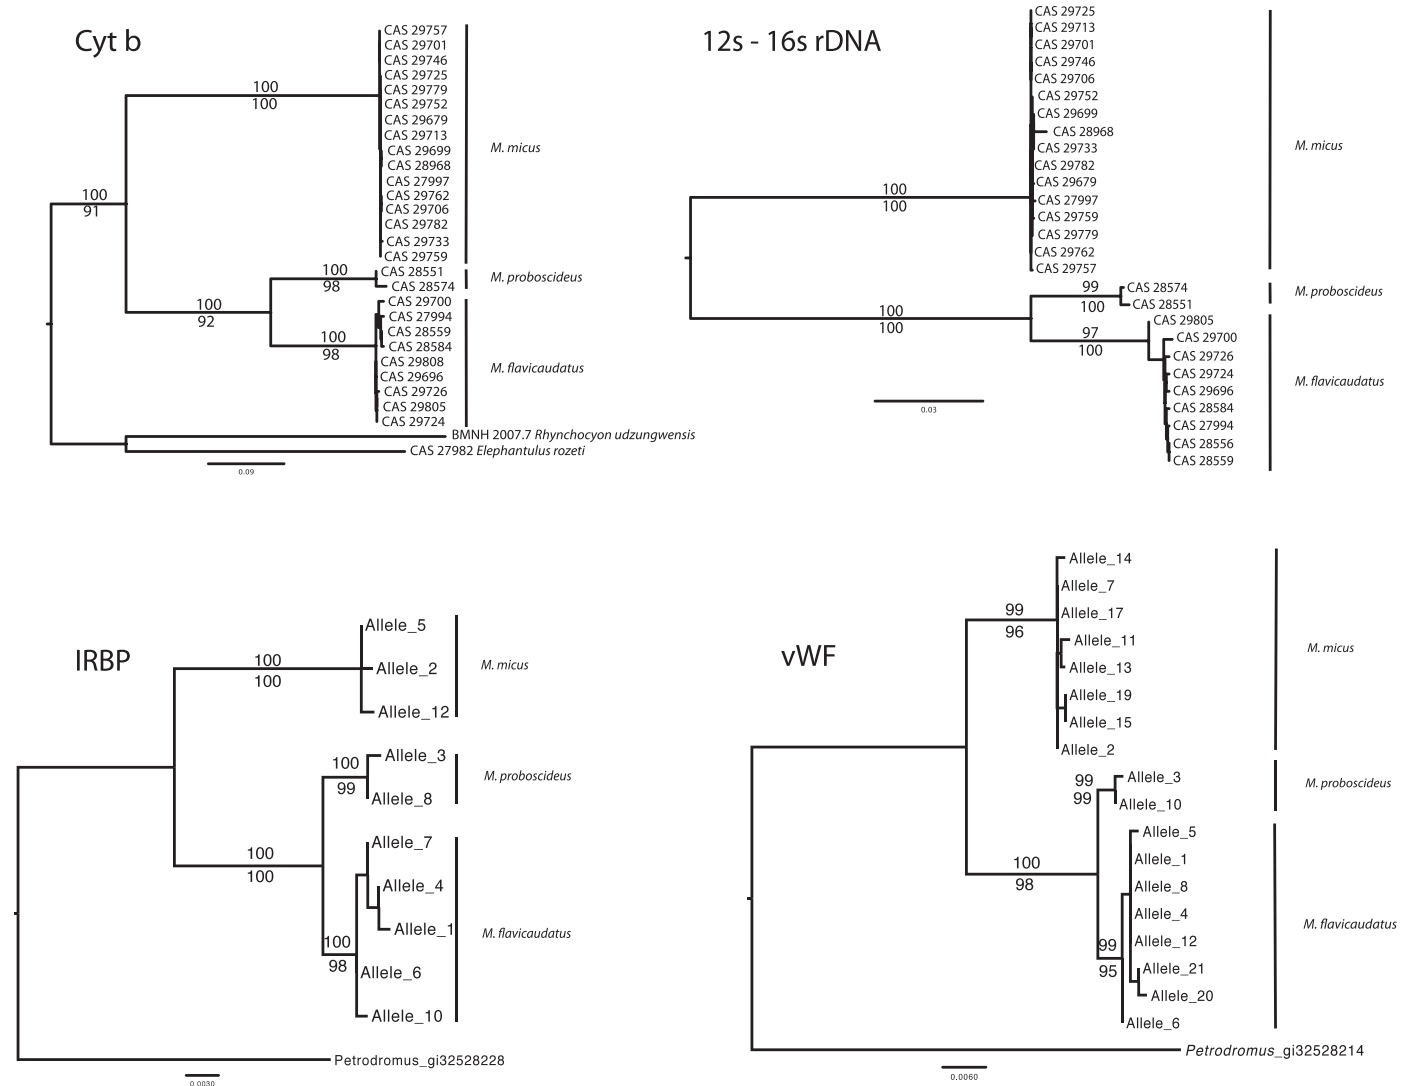 Cyt b
CAS 29757
CAS 29701
CAS 29746
CAS 29725
CAS 29779
CAS 29752
CAS 29679
CAS 29713
CAS 29699
CAS 28968
CAS 27997
CAS 29762
CAS 29706
CAS 29782
CAS 29733
CAS 29759
CAS 28551
CAS 28574
CAS 29700
CAS 27994
CAS 28559
CAS 28584
CAS 29808
CAS 29696
CAS 29726
CAS 29805
CAS 29724
BMNH 2007.7 Rhynchocyon udzungwensis
CAS 27982 Elephantulus rozeti
100
100
100
91
100
98
100
92
100
98
M. micus
M. proboscideus
M. flavicaudatus
0.09
12s - 16s rDNA
CAS 29725
CAS 29713
CAS 29701
CAS 29746
CAS 29706
CAS 29752
CAS 29699
CAS 28968
CAS 29733
CAS 29782
CAS 29679
CAS 27997
CAS 29759
CAS 29779
CAS 29762
CAS 29757
CAS 28574
CAS 28551
CAS 29805
CAS 29700
CAS 29726
CAS 29724
CAS 29696
CAS 28584
CAS 27994
CAS 28556
CAS 28559
100
100
99
100
100
100
97
100
M. micus
M. proboscideus
M. flavicaudatus
0.03
IRBP
Allele_5
Allele_2
Allele_12
Allele_3
Allele_8
Allele_7
Allele_4
Allele_1
Allele_6
Allele_10
Petrodromus_gi32528228
100
100
100
99
100
100
100
98
M. micus
M. proboscideus
M. flavicaudatus
0.0030
vWF
Allele_14
Allele_7
Allele_17
Allele_11
Allele_13
Allele_19
Allele_15
Allele_2
Allele_3
Allele_10
Allele_5
Allele_1
Allele_8
Allele_4
Allele_12
Allele_21
Allele_20
Allele_6
Petrodromus_gi32528214
99
96
99
99
100
98
99
95
M. micus
M. proboscideus
M. flavicaudatus
0.0060